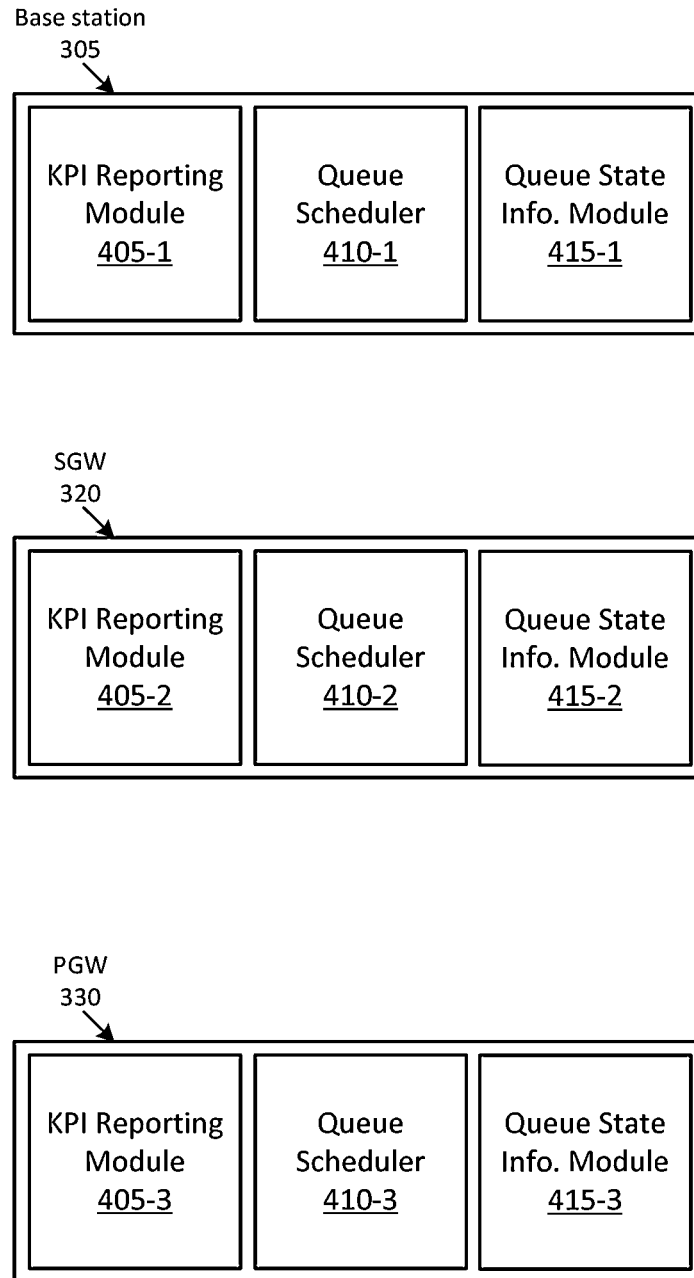 Base station
305
KPI Reporting
Module
405-1
Queue
Scheduler
410-1
Queue State
Info. Module
415-1
SGW
320
KPI Reporting
Module
405-2
Queue
Scheduler
410-2
Queue State
Info. Module
415-2
PGW
330
KPI Reporting
Module
405-3
Queue
Scheduler
410-3
Queue State
Info. Module
415-3